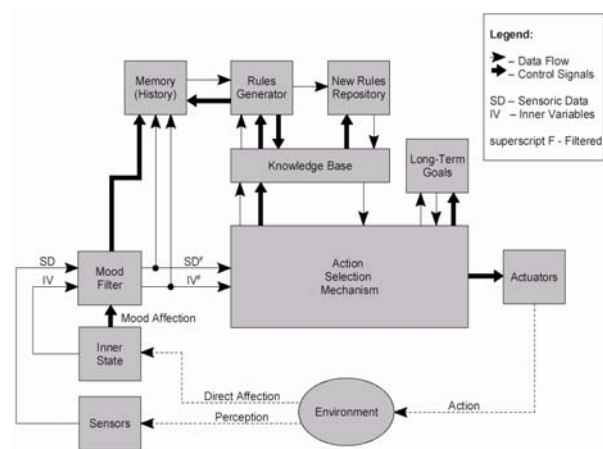 Legend:
– Data Flow
– Control Signals
SD – Sensoric Data
IV – Inner Variables
superscript F - Filtered
Memory
(History)
Rules
Generator
New Rules
Repository
Knowledge Base
Long-Term
Goals
SD
IV
Mood
Filter
SDF
IVF
Action
Selection
Mechanism
Actuators
Mood Affection
Inner
State
Direct Affection
Perception
Environment
Action
Sensors